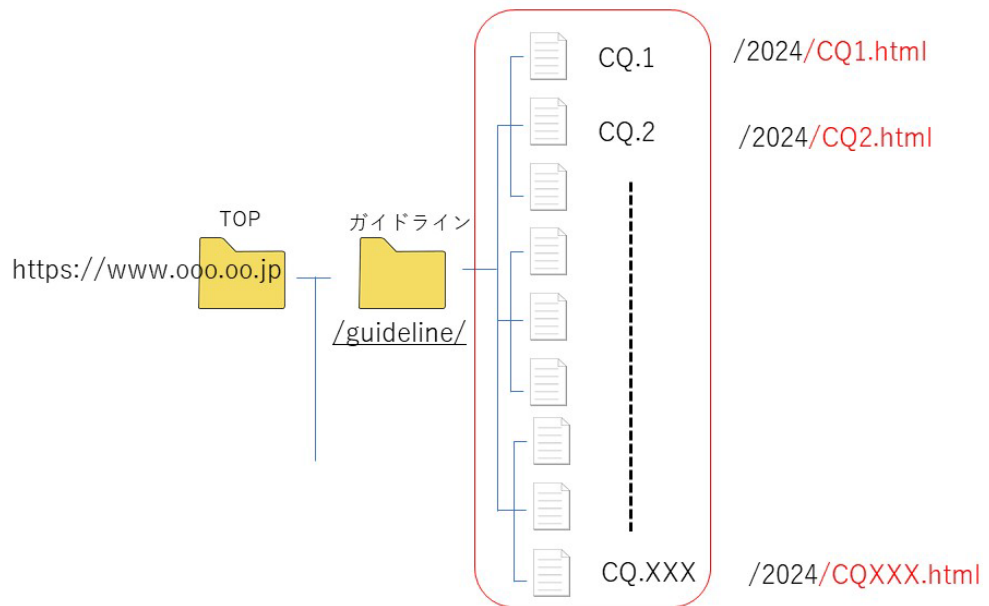 CQ.1 /2024/CQ1.html
CQ.2 /2024/CQ2.html
TOP
ガイドライン
https://www.ooo.oo.jp
/guideline/
CQ.XXX /2024/CQXXX.html